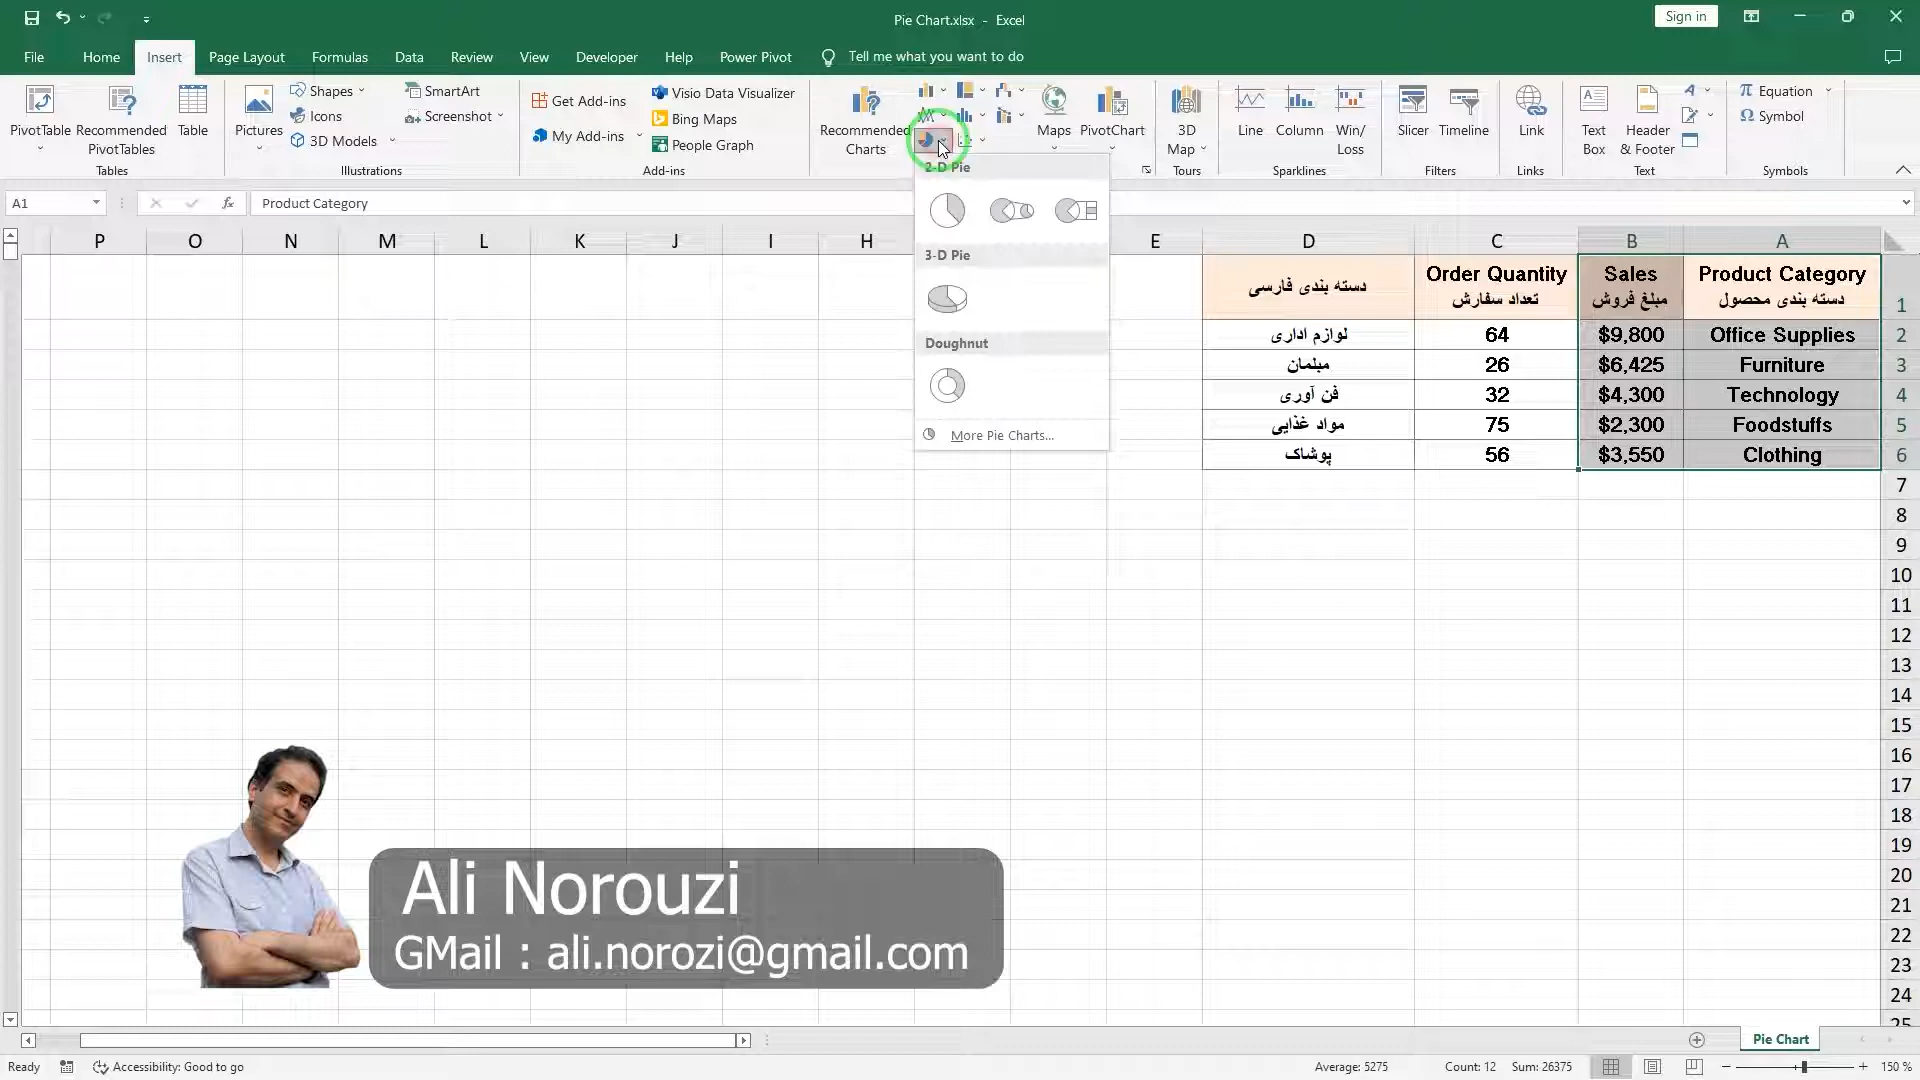 Pie Chart.xlsx - Excel
Sign in
File Home Insert Page Layout Formulas Data Review View Developer Help Power Pivot Tell me what you want to do
PivotTable
Recommended
PivotTables
Table
Tables
Pictures
Shapes
Icons
3D Models
SmartArt
Screenshot
Illustrations
Get Add-ins
My Add-ins
Visio Data Visualizer
Bing Maps
People Graph
Add-ins
Recommended
Charts
Maps
PivotChart
3D
Map
Tours
Line
Column
Win/
Loss
Sparklines
Slicer
Timeline
Filters
Link
Links
Text
Box
Header
& Footer
Text
Equation
Symbol
Symbols
2-D Pie
3-D Pie
Doughnut
More Pie Charts...
A1
fx
Product Category
P O N M L K J I H E D C B A
دسته بندی فارسی
Order Quantity
تعداد سفارش
Sales
مبلغ فروش
Product Category
دسته بندی محصول
1
لوازم اداری 64 $9,800 Office Supplies 2
مبلمان 26 $6,425 Furniture 3
فن آوری 32 $4,300 Technology 4
مواد غذایی 75 $2,300 Foodstuffs 5
پوشاک 56 $3,550 Clothing 6
7
8
9
10
11
12
13
14
15
16
17
18
19
20
21
22
23
24
25
Ali Norouzi
GMail : ali.norozi@gmail.com
Pie Chart
Ready
Accessibility: Good to go
Average: 5275 Count: 12 Sum: 26375
150 %